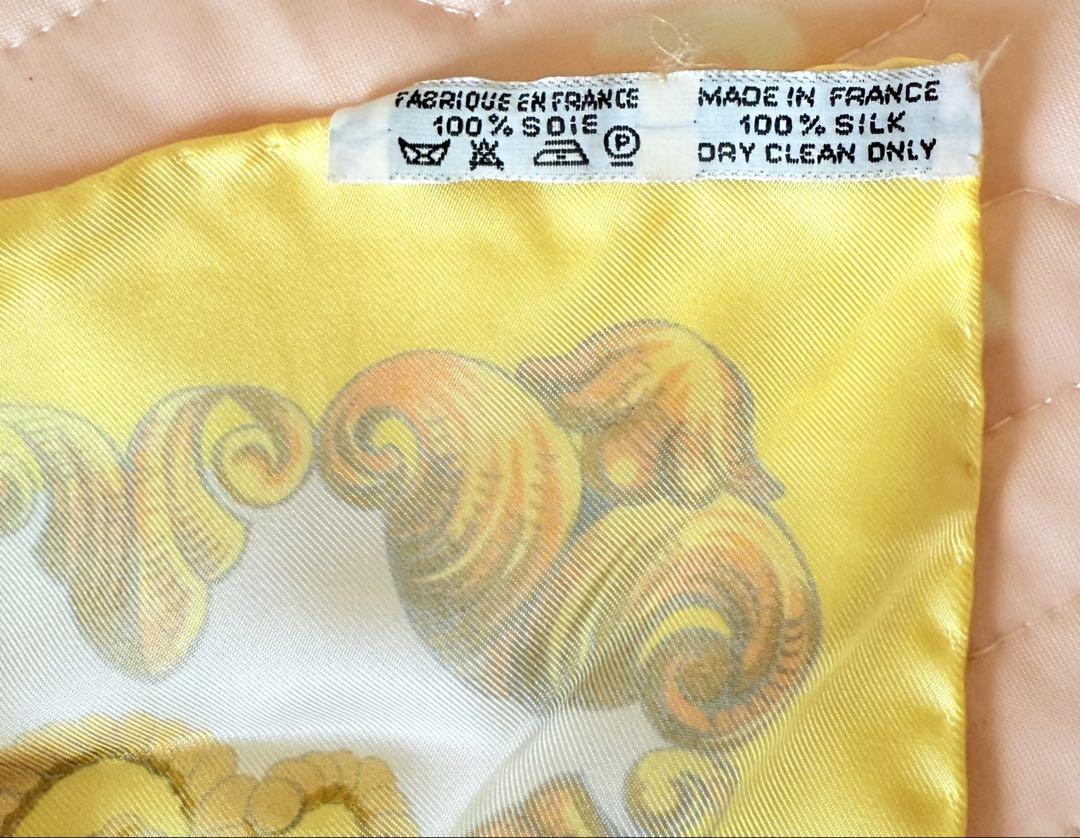 FABRIQUE EN FRANCE
100% SOIE
P
MADE IN FRANCE
100% SILK
DRY CLEAN ONLY